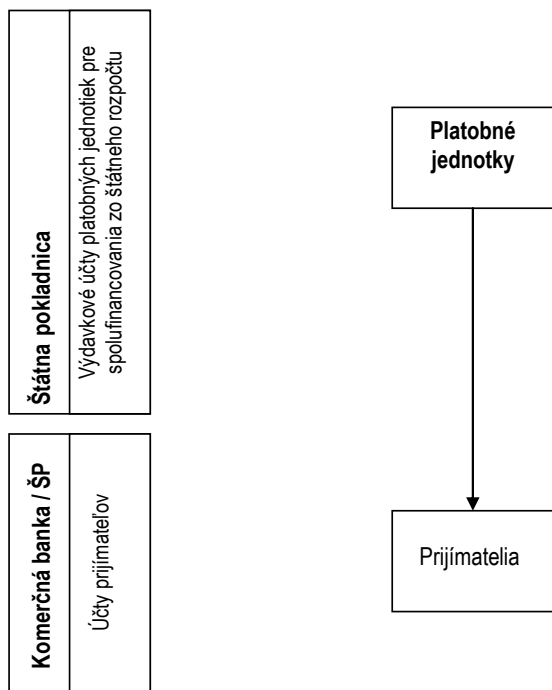 Štátna pokladnica
Výdavkové účty platobných jednotiek pre
spolufinancovania zo štátneho rozpočtu
Platobné
jednotky
Komerčná banka / ŠP
Účty prijímateľov
Prijímatelia